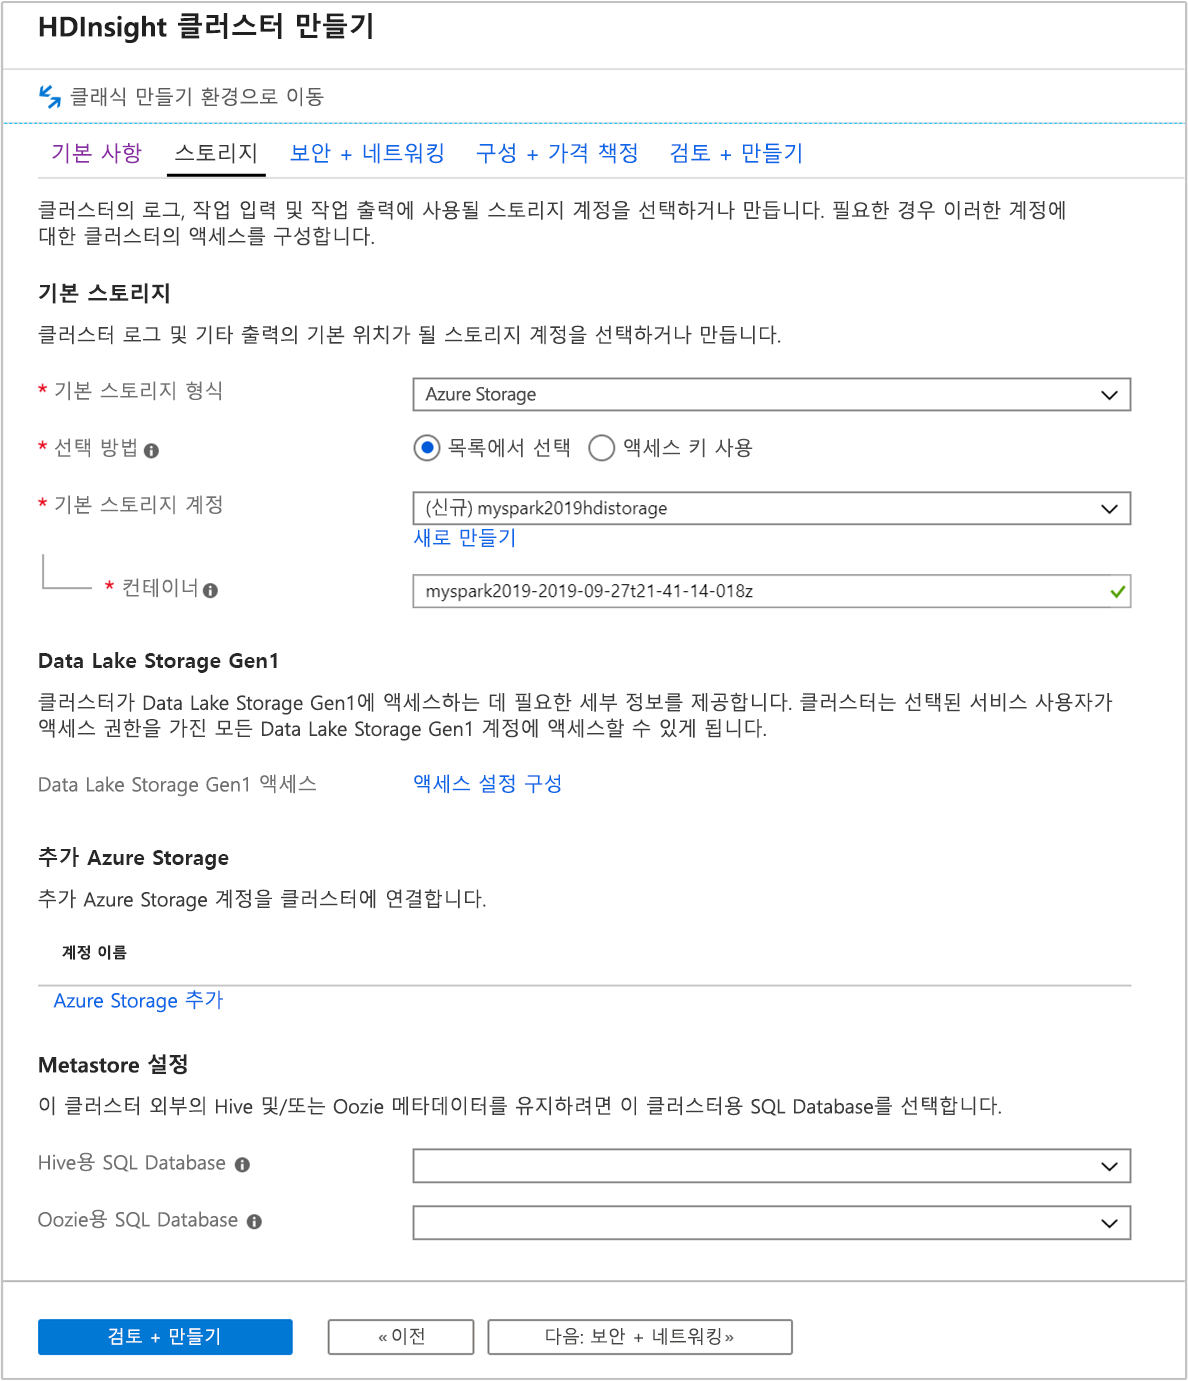 HDInsight 클러스터 만들기
클래식 만들기 환경으로 이동
기본 사항 스토리지 보안 + 네트워킹 구성 + 가격 책정 검토 + 만들기
클러스터의 로그, 작업 입력 및 작업 출력에 사용될 스토리지 계정을 선택하거나 만듭니다. 필요한 경우 이러한 계정에
대한 클러스터의 액세스를 구성합니다.
기본 스토리지
클러스터 로그 및 기타 출력의 기본 위치가 될 스토리지 계정을 선택하거나 만듭니다.
* 기본 스토리지 형식 Azure Storage
* 선택 방법 목록에서 선택 액세스 키 사용
* 기본 스토리지 계정 (신규) myspark2019hdistorage
새로 만들기
* 컨테이너 myspark2019-2019-09-27t21-41-14-018z
Data Lake Storage Gen1
클러스터가 Data Lake Storage Gen1에 액세스하는 데 필요한 세부 정보를 제공합니다. 클러스터는 선택된 서비스 사용자가
액세스 권한을 가진 모든 Data Lake Storage Gen1 계정에 액세스할 수 있게 됩니다.
Data Lake Storage Gen1 액세스 액세스 설정 구성
추가 Azure Storage
추가 Azure Storage 계정을 클러스터에 연결합니다.
계정 이름
Azure Storage 추가
Metastore 설정
이 클러스터 외부의 Hive 및/또는 Oozie 메타데이터를 유지하려면 이 클러스터용 SQL Database를 선택합니다.
Hive용 SQL Database
Oozie용 SQL Database
검토 + 만들기 «이전 다음: 보안 + 네트워킹»